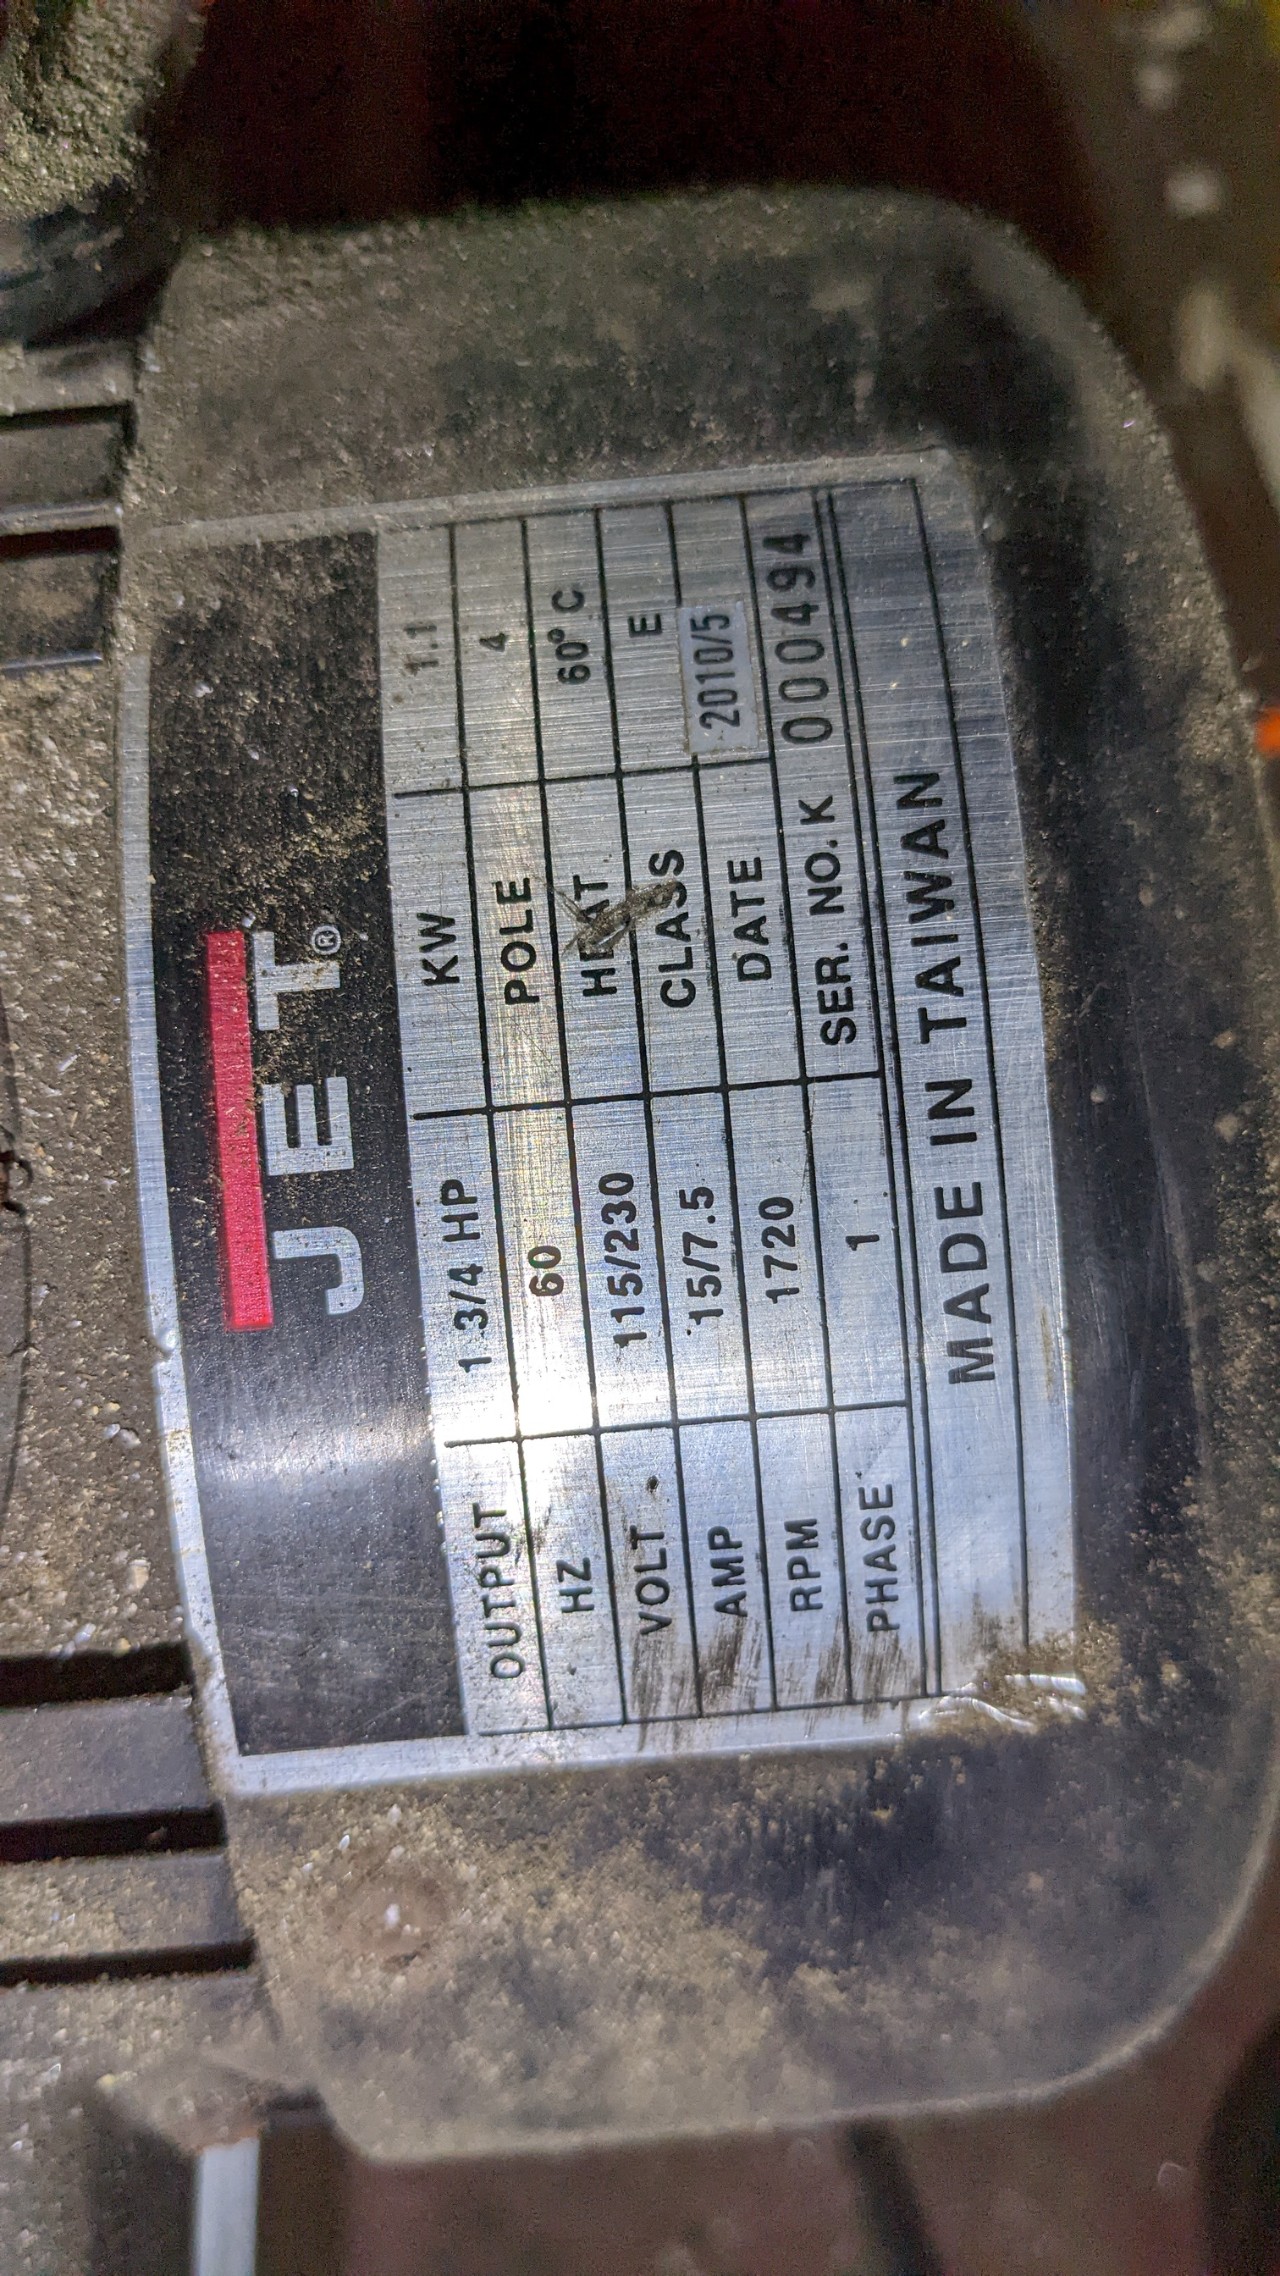 JET®
OUTPUT 1 3/4 HP KW 1.1
HZ 60 POLE 4
VOLT 115/230 HEAT 60°C
AMP 15/7.5 CLASS E
RPM 1720 DATE 2010/5
PHASE 1 SER. NO. K 000494
MADE IN TAIWAN